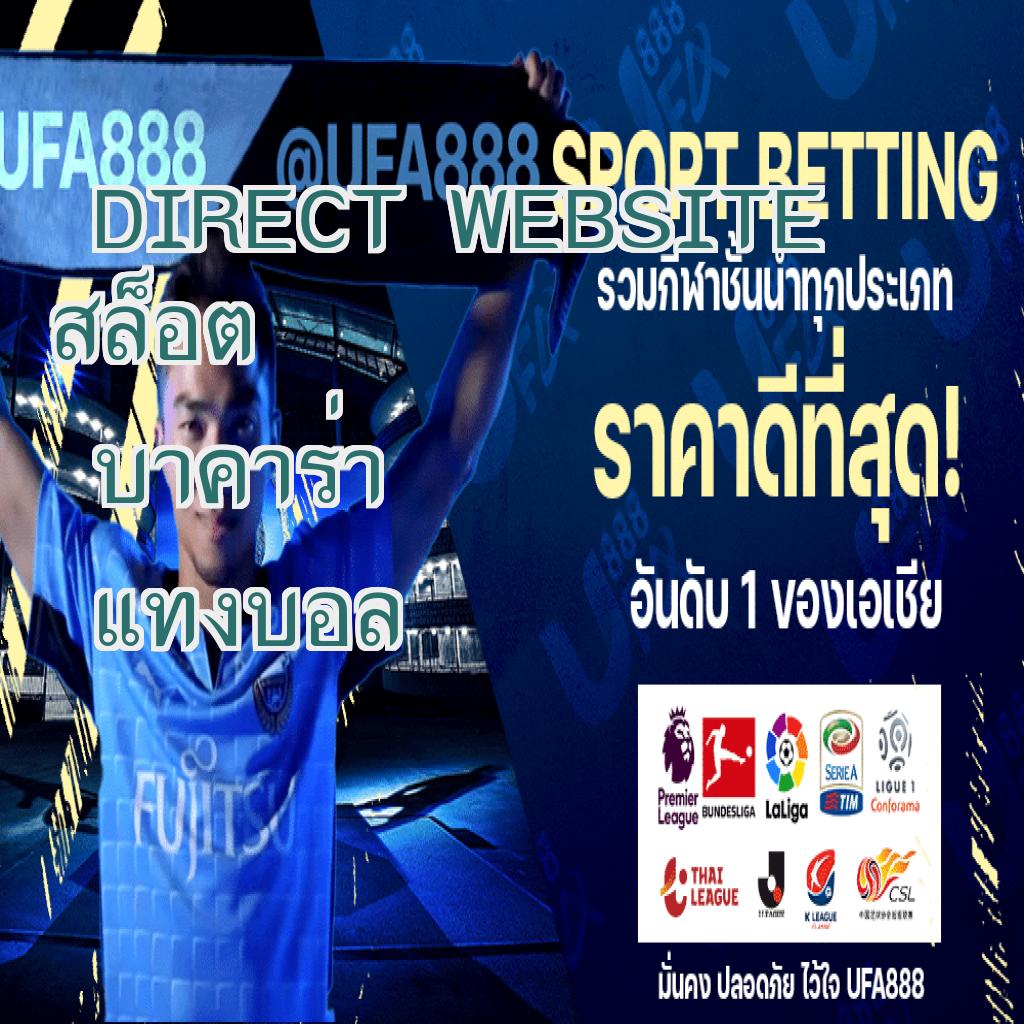 UFA888
@UFA888
SPORT BETTING
DIRECT WEBSITE
รวมกีฬาชั้นนำทุกประเภท
สล็อต
ราคาดีที่สุด!
บาคาร่า
อันดับ 1 ของเอเชีย
แทงบอล
FUJITSU
Premier League
BUNDESLIGA
LaLiga
SERIE A
TIM
LIGUE 1
Conforama
THAI LEAGUE
J.LEAGUE
K LEAGUE
CSL
มั่นคง ปลอดภัย ไว้ใจ UFA888